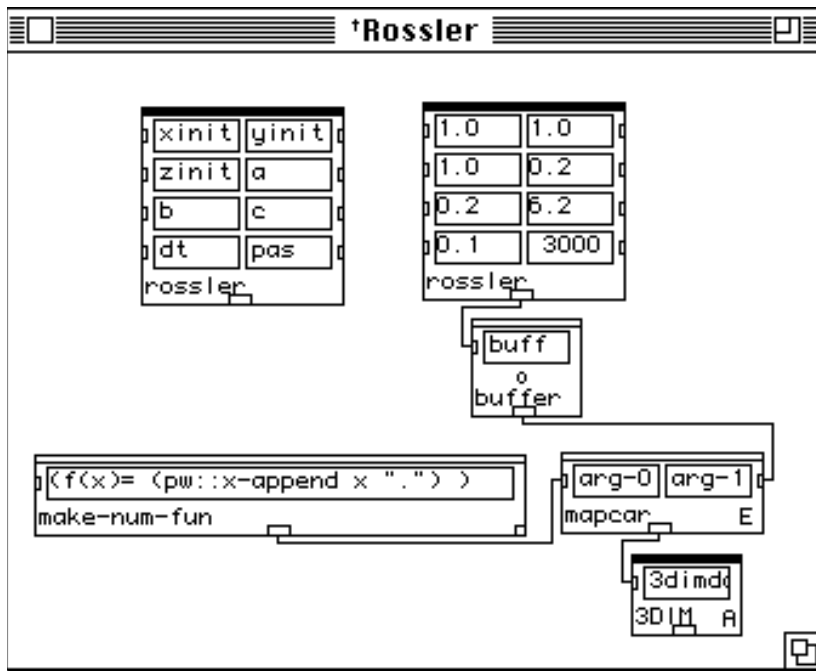 †Rossler
xinit yinit
zinit a
b c
dt pas
rossler
1.0 1.0
1.0 0.2
0.2 6.2
0.1 3000
rossler
buff
o
buffer
(f(x)= (pw::x-append x ".") )
make-num-fun
arg-0 arg-1
mapcar E
3dimd
3DIM A